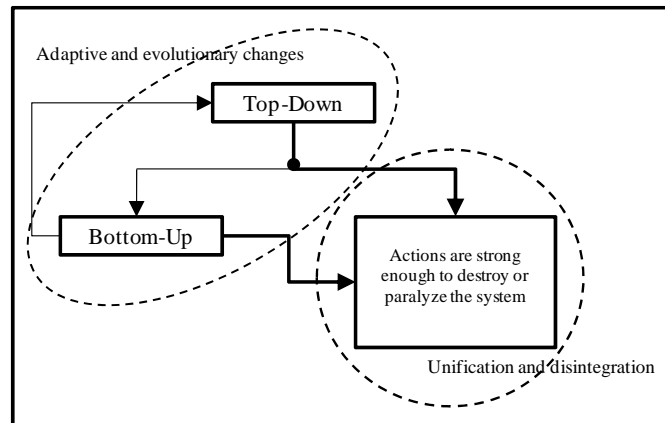 Adaptive and evolutionary changes
Top-Down
Bottom-Up
Actions are strong
enough to destroy or
paralyze the system
Unification and disintegration